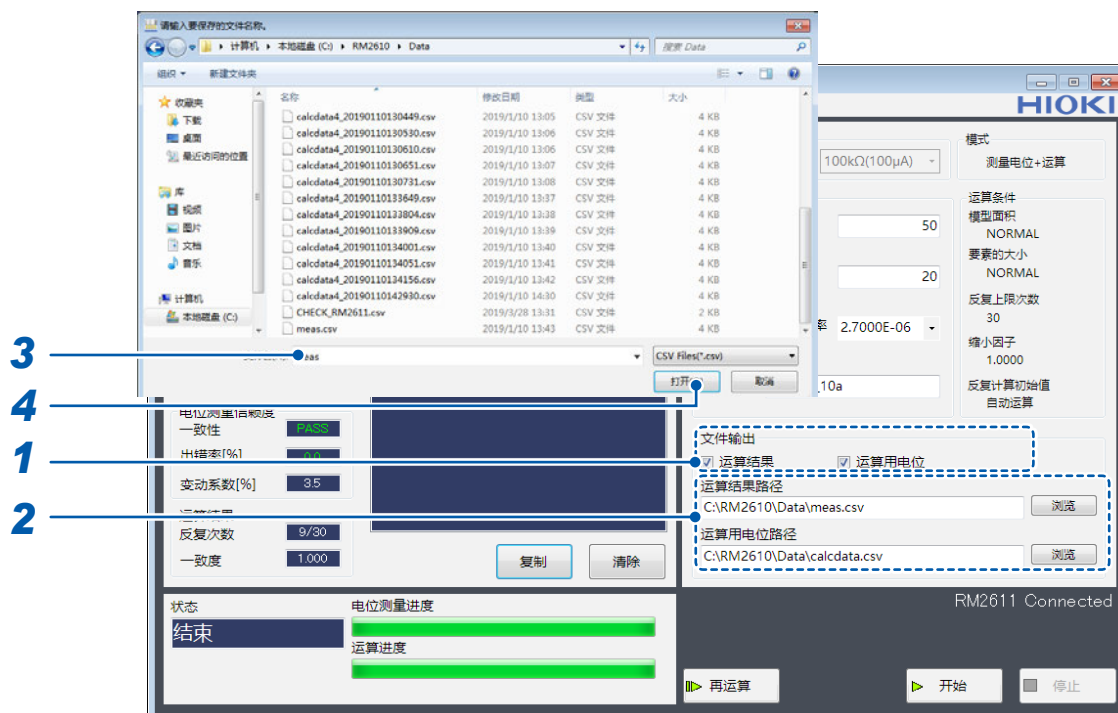 请输入要保存的文件名称。
计算机 ▸ 本地磁盘 (C:) ▸ RM2610 ▸ Data
搜索 Data
组织 新建文件夹
收藏夹
下载
桌面
最近访问的位置
库
视频
图片
文档
音乐
计算机
本地磁盘 (C:)
名称 修改日期 类型 大小
calcdata4_20190110130449.csv 2019/1/10 13:05 CSV 文件 4 KB
calcdata4_20190110130530.csv 2019/1/10 13:06 CSV 文件 4 KB
calcdata4_20190110130610.csv 2019/1/10 13:06 CSV 文件 4 KB
calcdata4_20190110130651.csv 2019/1/10 13:07 CSV 文件 4 KB
calcdata4_20190110130731.csv 2019/1/10 13:08 CSV 文件 4 KB
calcdata4_20190110133649.csv 2019/1/10 13:37 CSV 文件 4 KB
calcdata4_20190110133804.csv 2019/1/10 13:38 CSV 文件 4 KB
calcdata4_20190110133909.csv 2019/1/10 13:39 CSV 文件 4 KB
calcdata4_20190110134001.csv 2019/1/10 13:40 CSV 文件 4 KB
calcdata4_20190110134051.csv 2019/1/10 13:41 CSV 文件 4 KB
calcdata4_20190110134156.csv 2019/1/10 13:42 CSV 文件 4 KB
calcdata4_20190110142930.csv 2019/1/10 14:30 CSV 文件 4 KB
CHECK_RM2611.csv 2019/3/28 13:31 CSV 文件 2 KB
meas.csv 2019/1/10 13:43 CSV 文件 4 KB
CSV Files(*.csv)
打开 取消
3
4
1
2
HIOKI
100kΩ(100μA)
模式
测量电位+运算
50
20
率 2.7000E-06
_10a
运算条件
模型面积
NORMAL
要素的大小
NORMAL
反复上限次数
30
缩小因子
1.0000
反复计算初始值
自动运算
电位测量信赖度
一致性 PASS
出错率[%] 0.0
变动系数[%] 3.5
运算结果
反复次数 9/30
一致度 1.000
复制 清除
文件输出
运算结果 运算用电位
运算结果路径
C:\RM2610\Data\meas.csv 浏览
运算用电位路径
C:\RM2610\Data\calcdata.csv 浏览
状态
结束
电位测量进度
运算进度
RM2611 Connected
再运算 开始 停止